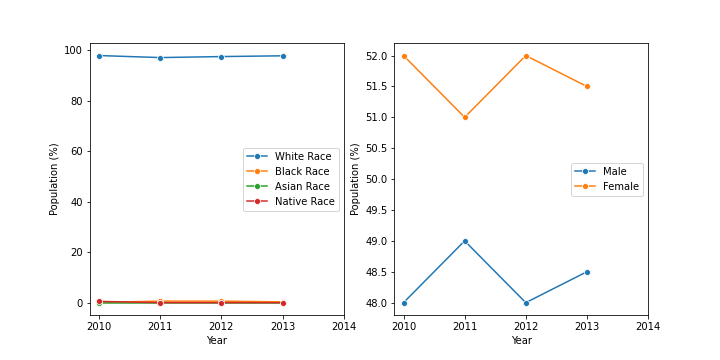 100
80
60
40
20
0
Population (%)
2010 2011 2012 2013 2014
Year
White Race
Black Race
Asian Race
Native Race
52.0
51.5
51.0
50.5
50.0
49.5
49.0
48.5
48.0
Population (%)
2010 2011 2012 2013 2014
Year
Male
Female